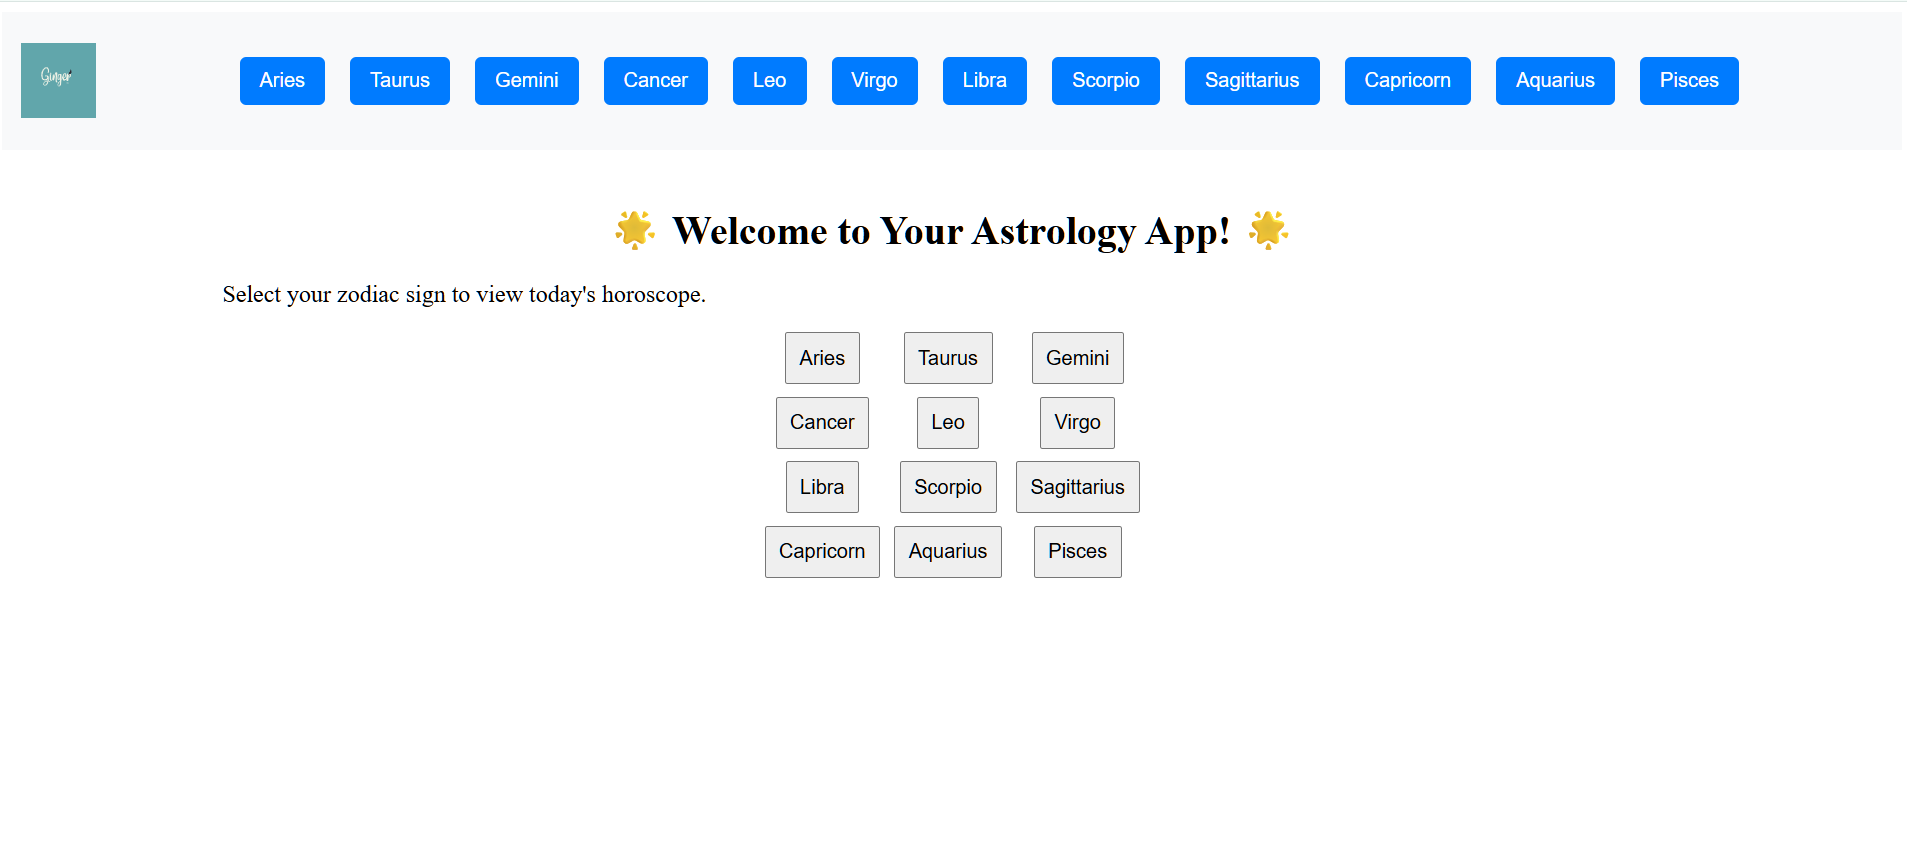 Ginger
Aries Taurus Gemini Cancer Leo Virgo Libra Scorpio Sagittarius Capricorn Aquarius Pisces
🌟 Welcome to Your Astrology App! 🌟
Select your zodiac sign to view today's horoscope.
Aries Taurus Gemini
Cancer Leo Virgo
Libra Scorpio Sagittarius
Capricorn Aquarius Pisces